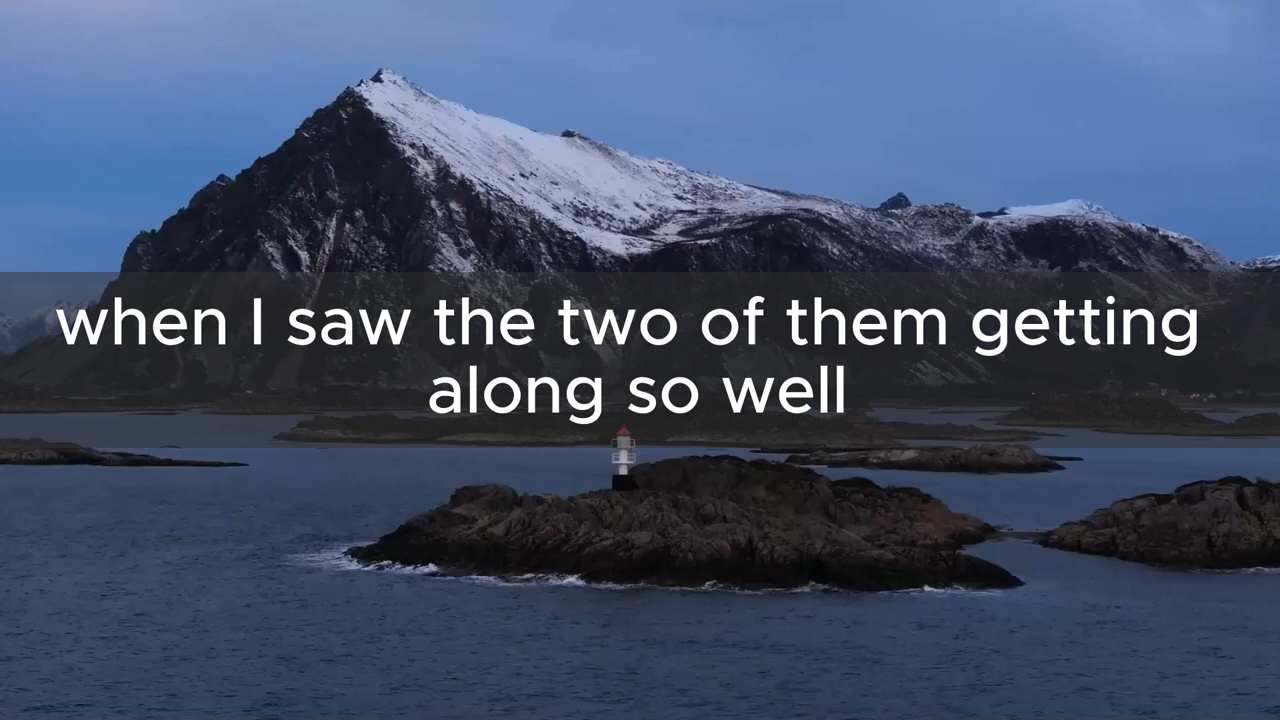 when I saw the two of them getting
along so well